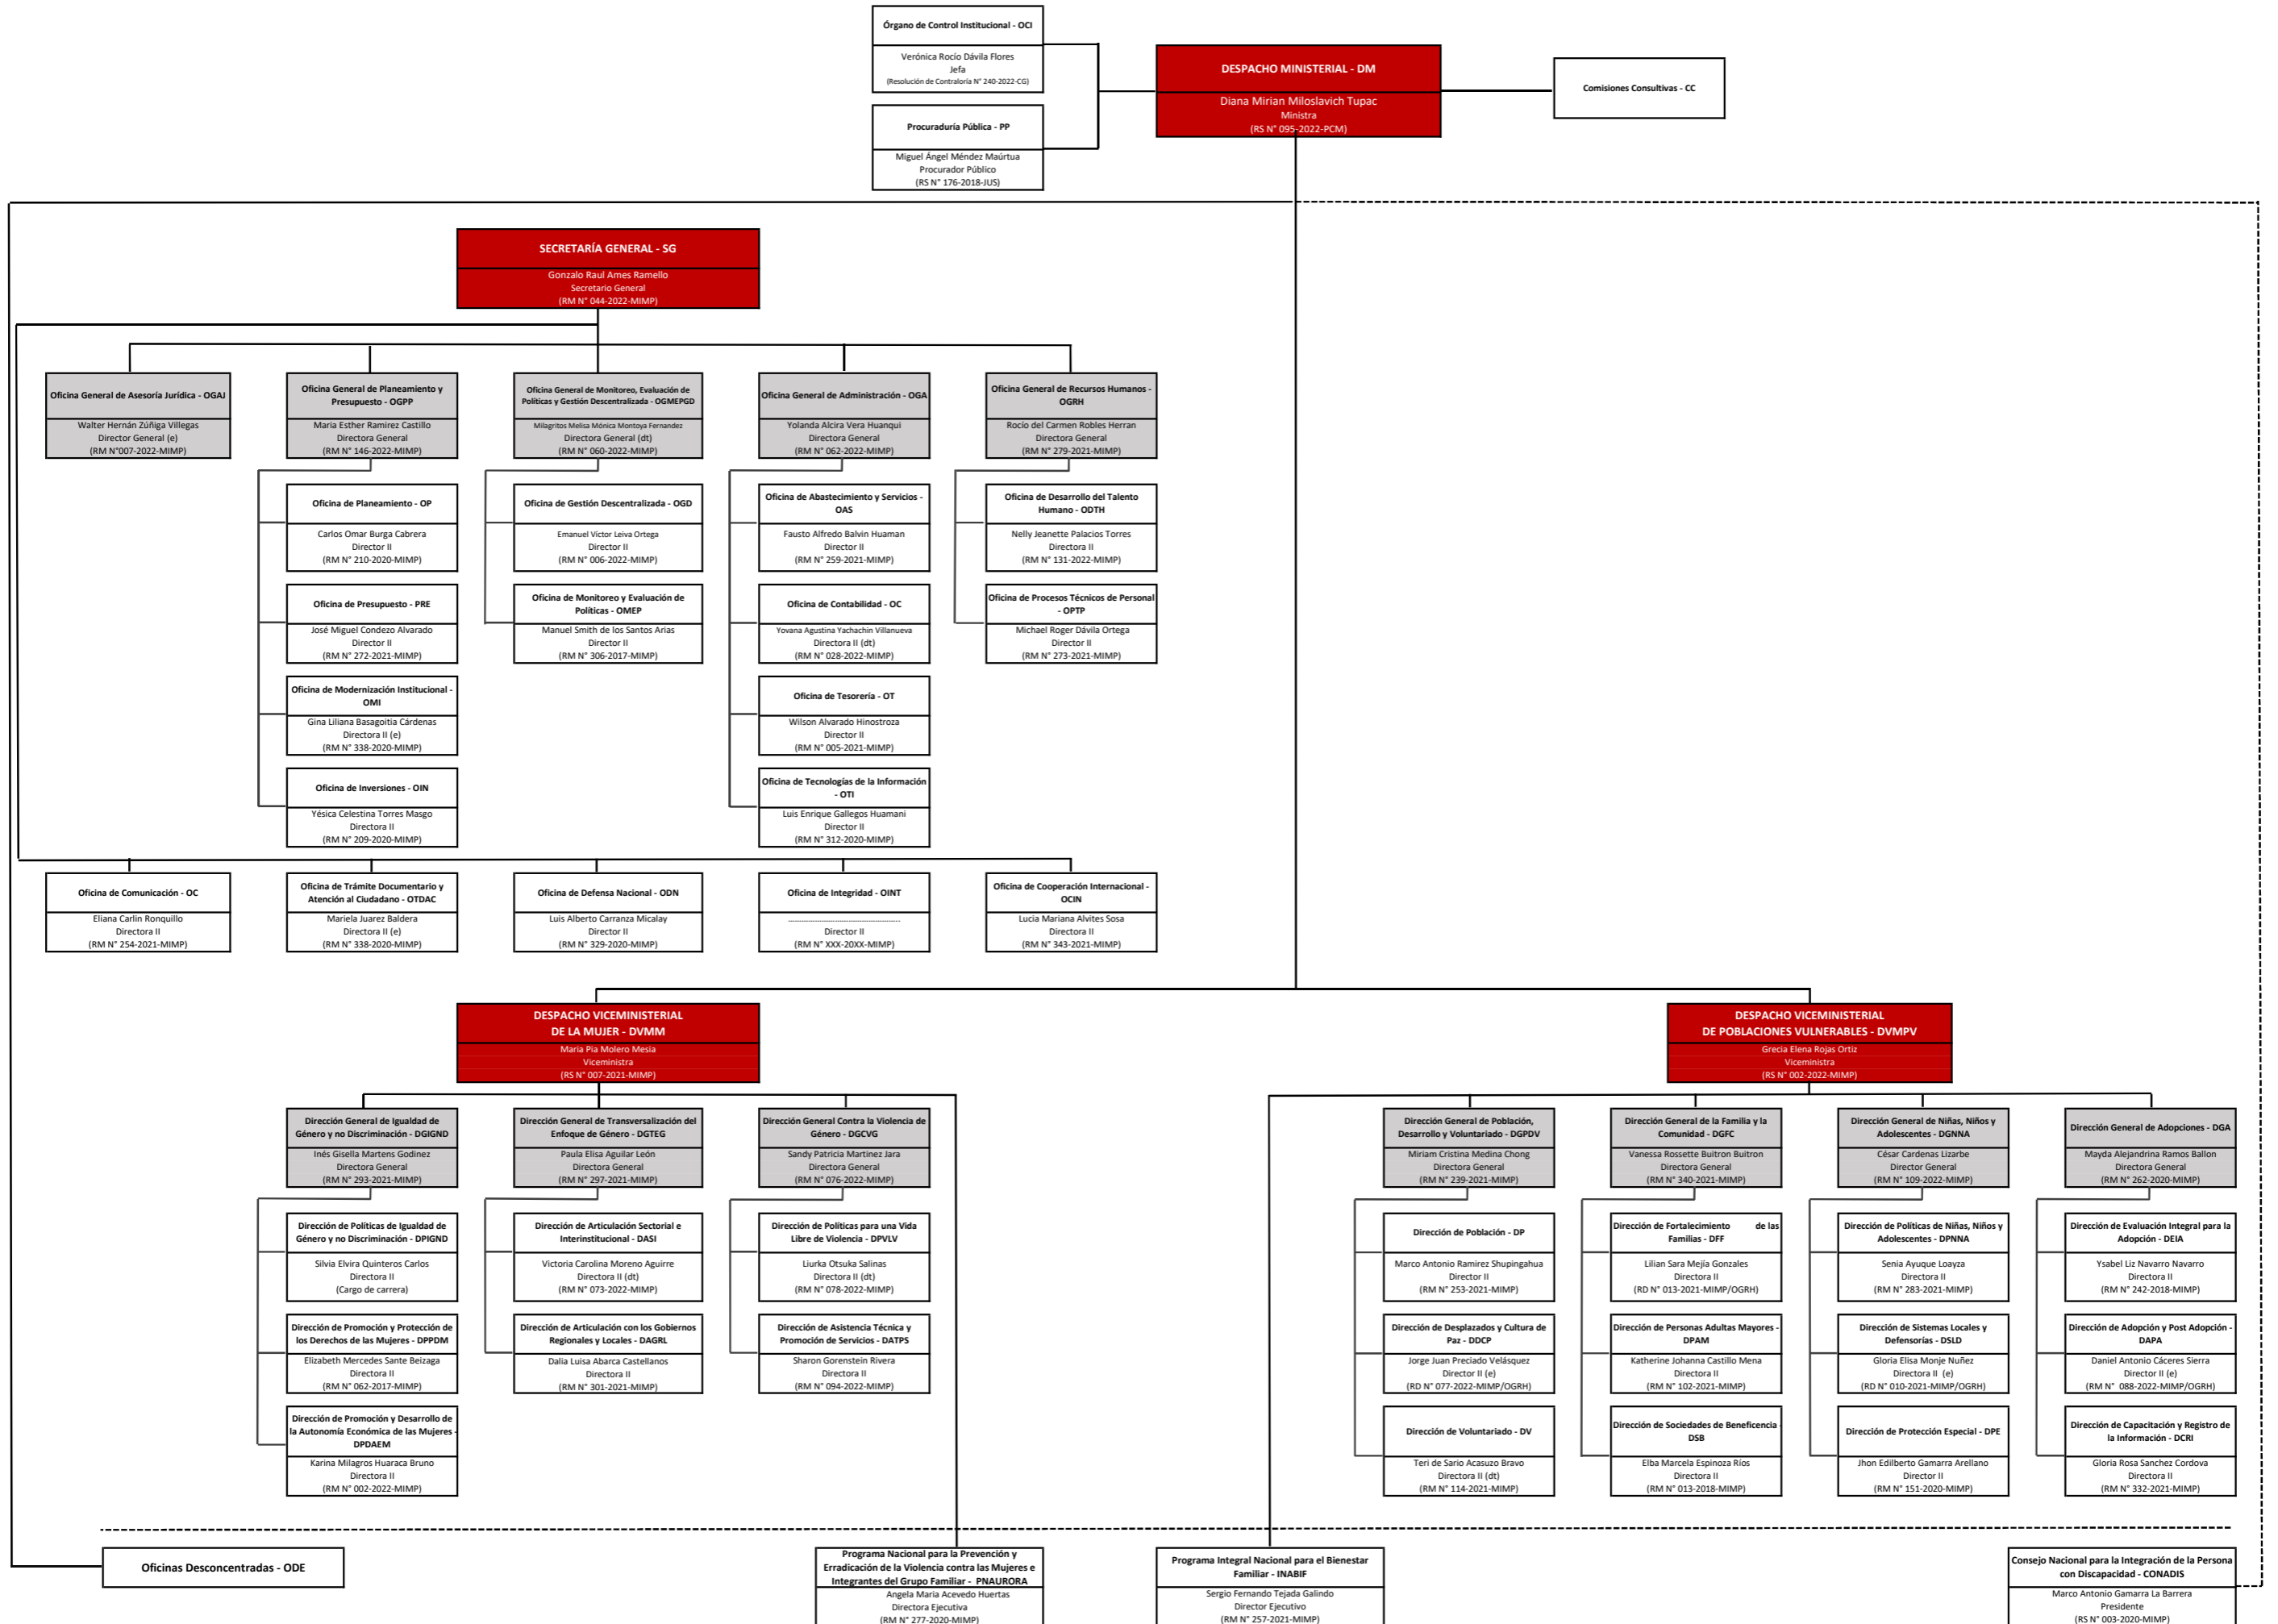 Órgano de Control Institucional - OCI
Verónica Rocío Dávila Flores
Jefa
(Resolución de Contraloría N° 240-2022-CG)
Procuraduría Pública - PP
Miguel Ángel Méndez Maúrtua
Procurador Público
(RS N° 176-2018-JUS)
DESPACHO MINISTERIAL - DM
Diana Mirian Miloslavich Tupac
Ministra
(RS N° 095-2022-PCM)
Comisiones Consultivas - CC
SECRETARÍA GENERAL - SG
Gonzalo Raul Ames Ramello
Secretario General
(RM N° 044-2022-MIMP)
Oficina General de Asesoría Jurídica - OGAJ
Walter Hernán Zúñiga Villegas
Director General (e)
(RM N°007-2022-MIMP)
Oficina General de Planeamiento y
Presupuesto - OGPP
Maria Esther Ramirez Castillo
Directora General
(RM N° 146-2022-MIMP)
Oficina General de Monitoreo, Evaluación de
Políticas y Gestión Descentralizada - OGMEPGD
Milagritos Melisa Mónica Montoya Fernandez
Directora General (dt)
(RM N° 060-2022-MIMP)
Oficina General de Administración - OGA
Yolanda Alcira Vera Huanqui
Directora General
(RM N° 062-2022-MIMP)
Oficina General de Recursos Humanos -
OGRH
Rocío del Carmen Robles Herran
Directora General
(RM N° 279-2021-MIMP)
Oficina de Planeamiento - OP
Carlos Omar Burga Cabrera
Director II
(RM N° 210-2020-MIMP)
Oficina de Gestión Descentralizada - OGD
Emanuel Víctor Leiva Ortega
Director II
(RM N° 006-2022-MIMP)
Oficina de Abastecimiento y Servicios -
OAS
Fausto Alfredo Balvin Huaman
Director II
(RM N° 259-2021-MIMP)
Oficina de Desarrollo del Talento
Humano - ODTH
Nelly Jeanette Palacios Torres
Directora II
(RM N° 131-2022-MIMP)
Oficina de Presupuesto - PRE
José Miguel Condezo Alvarado
Director II
(RM N° 272-2021-MIMP)
Oficina de Monitoreo y Evaluación de
Políticas - OMEP
Manuel Smith de los Santos Arias
Director II
(RM N° 306-2017-MIMP)
Oficina de Contabilidad - OC
Yovana Agustina Yachachin Villanueva
Directora II (dt)
(RM N° 028-2022-MIMP)
Oficina de Procesos Técnicos de Personal
- OPTP
Michael Roger Dávila Ortega
Director II
(RM N° 273-2021-MIMP)
Oficina de Modernización Institucional -
OMI
Gina Liliana Basagoitia Cárdenas
Directora II (e)
(RM N° 338-2020-MIMP)
Oficina de Tesorería - OT
Wilson Alvarado Hinostroza
Director II
(RM N° 005-2021-MIMP)
Oficina de Inversiones - OIN
Yésica Celestina Torres Masgo
Directora II
(RM N° 209-2020-MIMP)
Oficina de Tecnologías de la Información
- OTI
Luis Enrique Gallegos Huamani
Director II
(RM N° 312-2020-MIMP)
Oficina de Comunicación - OC
Eliana Carlin Ronquillo
Directora II
(RM N° 254-2021-MIMP)
Oficina de Trámite Documentario y
Atención al Ciudadano - OTDAC
Mariela Juarez Baldera
Directora II (e)
(RM N° 338-2020-MIMP)
Oficina de Defensa Nacional - ODN
Luis Alberto Carranza Micalay
Director II
(RM N° 329-2020-MIMP)
Oficina de Integridad - OINT
..................................................
Director II
(RM N° XXX-20XX-MIMP)
Oficina de Cooperación Internacional -
OCIN
Lucia Mariana Alvites Sosa
Directora II
(RM N° 343-2021-MIMP)
DESPACHO VICEMINISTERIAL
DE LA MUJER - DVMM
Maria Pia Molero Mesia
Viceministra
(RS N° 007-2021-MIMP)
DESPACHO VICEMINISTERIAL
DE POBLACIONES VULNERABLES - DVMPV
Grecia Elena Rojas Ortiz
Viceministra
(RS N° 002-2022-MIMP)
Dirección General de Igualdad de
Género y no Discriminación - DGIGND
Inés Gisella Martens Godinez
Directora General
(RM N° 293-2021-MIMP)
Dirección General de Transversalización del
Enfoque de Género - DGTEG
Paula Elisa Aguilar León
Directora General
(RM N° 297-2021-MIMP)
Dirección General Contra la Violencia de
Género - DGCVG
Sandy Patricia Martinez Jara
Directora General
(RM N° 076-2022-MIMP)
Dirección General de Población,
Desarrollo y Voluntariado - DGPDV
Miriam Cristina Medina Chong
Directora General
(RM N° 239-2021-MIMP)
Dirección General de la Familia y la
Comunidad - DGFC
Vanessa Rossette Buitron Buitron
Directora General
(RM N° 340-2021-MIMP)
Dirección General de Niñas, Niños y
Adolescentes - DGNNA
César Cardenas Lizarbe
Director General
(RM N° 109-2022-MIMP)
Dirección General de Adopciones - DGA
Mayda Alejandrina Ramos Ballon
Directora General
(RM N° 262-2020-MIMP)
Dirección de Políticas de Igualdad de
Género y no Discriminación - DPIGND
Silvia Elvira Quinteros Carlos
Directora II
(Cargo de carrera)
Dirección de Articulación Sectorial e
Interinstitucional - DASI
Victoria Carolina Moreno Aguirre
Directora II (dt)
(RM N° 073-2022-MIMP)
Dirección de Políticas para una Vida
Libre de Violencia - DPVLV
Liurka Otsuka Salinas
Directora II (dt)
(RM N° 078-2022-MIMP)
Dirección de Población - DP
Marco Antonio Ramirez Shupingahua
Director II
(RM N° 253-2021-MIMP)
Dirección de Fortalecimiento de las
Familias - DFF
Lilian Sara Mejía Gonzales
Directora II
(RD N° 013-2021-MIMP/OGRH)
Dirección de Políticas de Niñas, Niños y
Adolescentes - DPNNA
Senia Ayuque Loayza
Directora II
(RM N° 283-2021-MIMP)
Dirección de Evaluación Integral para la
Adopción - DEIA
Ysabel Liz Navarro Navarro
Directora II
(RM N° 242-2018-MIMP)
Dirección de Promoción y Protección de
los Derechos de las Mujeres - DPPDM
Elizabeth Mercedes Sante Beizaga
Directora II
(RM N° 062-2017-MIMP)
Dirección de Articulación con los Gobiernos
Regionales y Locales - DAGRL
Dalia Luisa Abarca Castellanos
Directora II
(RM N° 301-2021-MIMP)
Dirección de Asistencia Técnica y
Promoción de Servicios - DATPS
Sharon Gorenstein Rivera
Directora II
(RM N° 094-2022-MIMP)
Dirección de Desplazados y Cultura de
Paz - DDCP
Jorge Juan Preciado Velásquez
Director II (e)
(RD N° 077-2022-MIMP/OGRH)
Dirección de Personas Adultas Mayores -
DPAM
Katherine Johanna Castillo Mena
Directora II
(RM N° 102-2021-MIMP)
Dirección de Sistemas Locales y
Defensorías - DSLD
Gloria Elisa Monje Nuñez
Directora II (e)
(RD N° 010-2021-MIMP/OGRH)
Dirección de Adopción y Post Adopción -
DAPA
Daniel Antonio Cáceres Sierra
Director II (e)
(RM N° 088-2022-MIMP/OGRH)
Dirección de Promoción y Desarrollo de
la Autonomía Económica de las Mujeres -
DPDAEM
Karina Milagros Huaraca Bruno
Directora II
(RM N° 002-2022-MIMP)
Dirección de Voluntariado - DV
Teri de Sario Acasuzo Bravo
Directora II (dt)
(RM N° 114-2021-MIMP)
Dirección de Sociedades de Beneficencia -
DSB
Elba Marcela Espinoza Ríos
Directora II
(RM N° 013-2018-MIMP)
Dirección de Protección Especial - DPE
Jhon Edilberto Gamarra Arellano
Director II
(RM N° 151-2020-MIMP)
Dirección de Capacitación y Registro de
la Información - DCRI
Gloria Rosa Sanchez Cordova
Directora II
(RM N° 332-2021-MIMP)
Oficinas Desconcentradas - ODE
Programa Nacional para la Prevención y
Erradicación de la Violencia contra las Mujeres e
Integrantes del Grupo Familiar - PNAURORA
Angela Maria Acevedo Huertas
Directora Ejecutiva
(RM N° 277-2020-MIMP)
Programa Integral Nacional para el Bienestar
Familiar - INABIF
Sergio Fernando Tejada Galindo
Director Ejecutivo
(RM N° 257-2021-MIMP)
Consejo Nacional para la Integración de la Persona
con Discapacidad - CONADIS
Marco Antonio Gamarra La Barrera
Presidente
(RS N° 003-2020-MIMP)